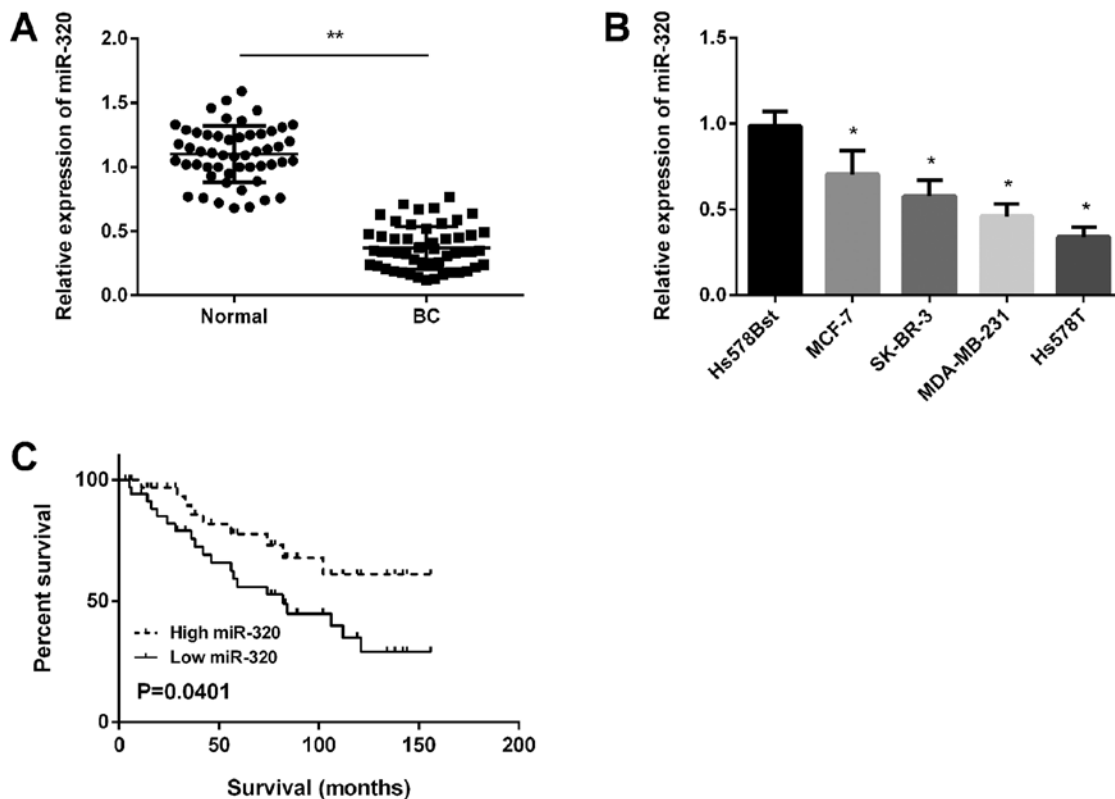 A
Relative expression of miR-320
2.0
1.5
1.0
0.5
0.0
**
Normal
BC
B
Relative expression of miR-320
1.5
1.0
0.5
0.0
*
*
*
*
Hs578Bst
MCF-7
SK-BR-3
MDA-MB-231
Hs578T
C
Percent survival
100
50
0
High miR-320
Low miR-320
P=0.0401
0
50
100
150
200
Survival (months)